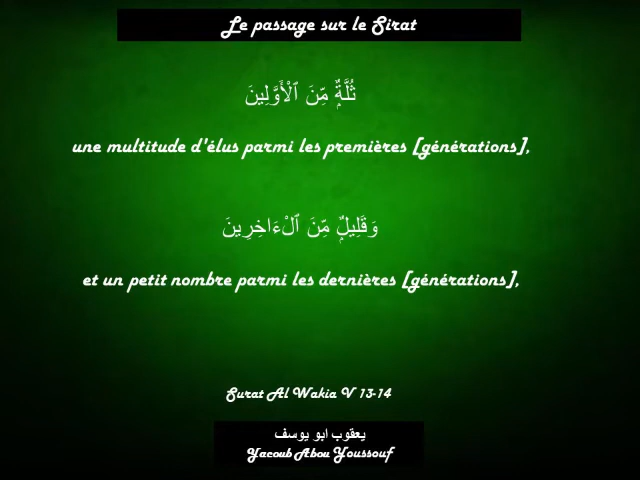 Le passage sur le Sirat
ثُلَّةٌۭ مِّنَ ٱلْأَوَّلِينَ
une multitude d'élus parmi les premières [générations],
وَقَلِيلٌۭ مِّنَ ٱلْءَاخِرِينَ
et un petit nombre parmi les dernières [générations],
Surat Al Wakia V 13-14
يعقوب ابو يوسف
Yacoub Abou Youssouf